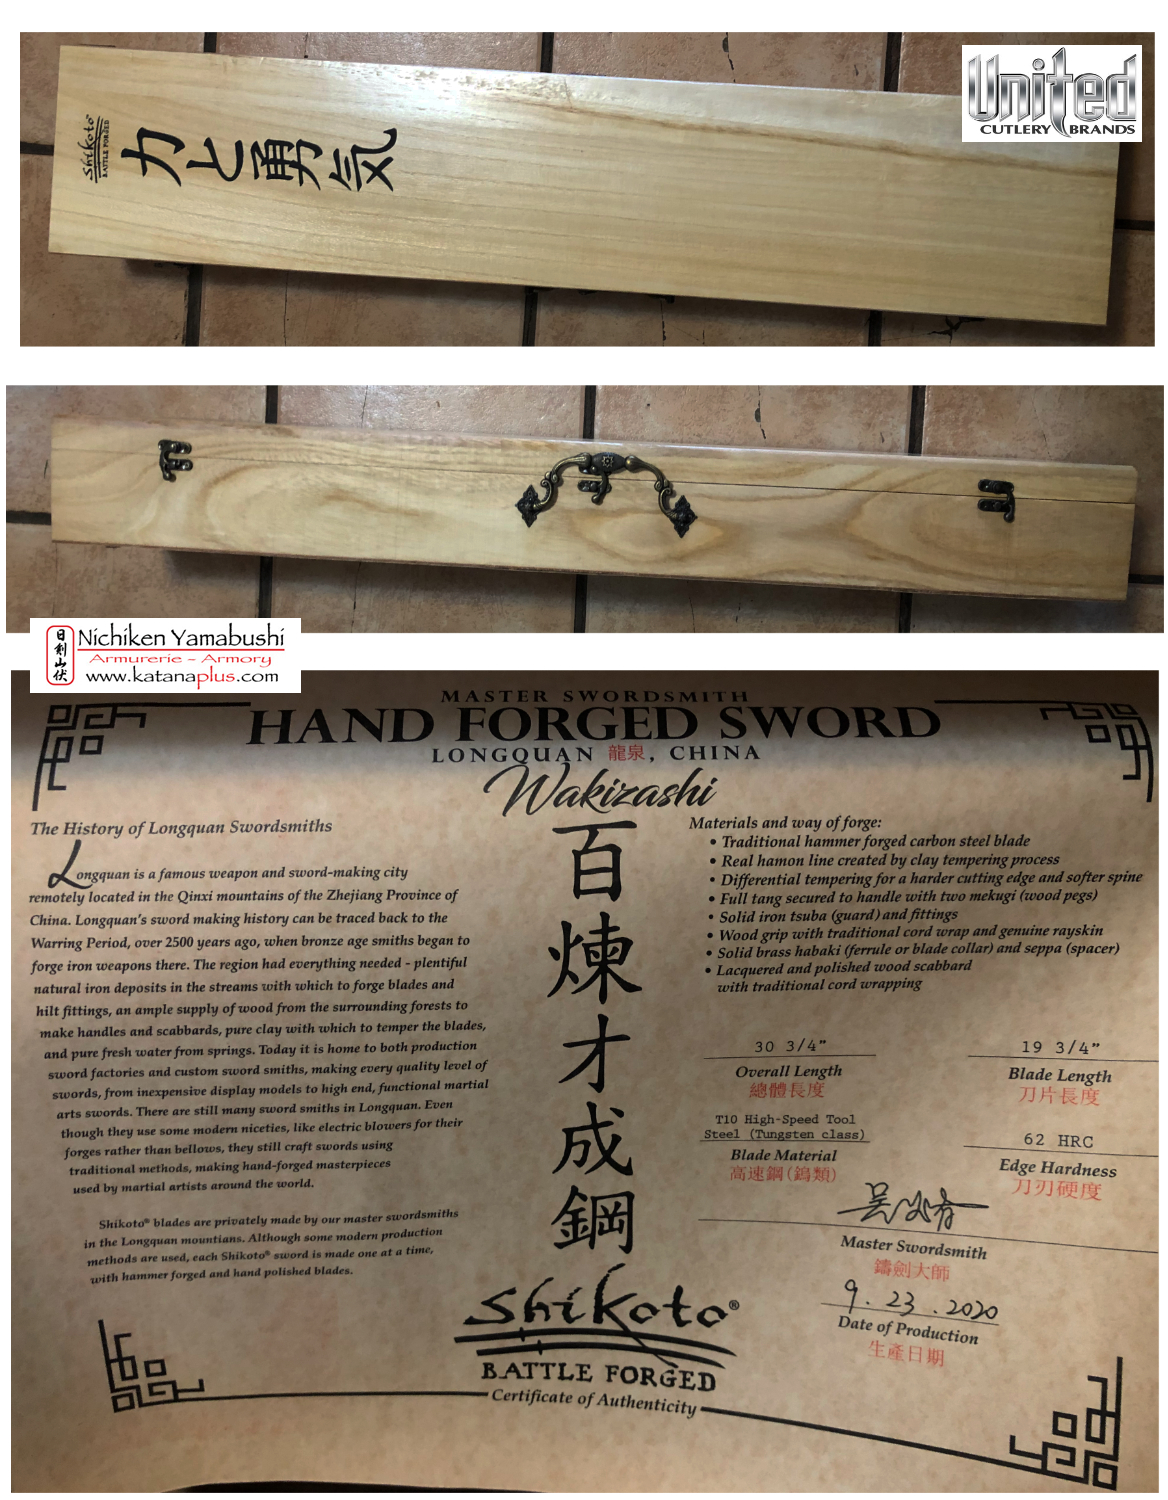 United
CUTLERY BRANDS
Shikoto
BATTLE FORGED
力と勇気
日利山伏
Nichiken Yamabushi
Armurerie - Armory
www.katanaplus.com
MASTER SWORDSMITH
HAND FORGED SWORD
LONGQUAN 龍泉, CHINA
Wakizashi
The History of Longquan Swordsmiths
Longquan is a famous weapon and sword-making city
remotely located in the Qinxi mountains of the Zhejiang Province of
China. Longquan's sword making history can be traced back to the
Warring Period, over 2500 years ago, when bronze age smiths began to
forge iron weapons there. The region had everything needed - plentiful
natural iron deposits in the streams with which to forge blades and
hilt fittings, an ample supply of wood from the surrounding forests to
make handles and scabbards, pure clay with which to temper the blades,
and pure fresh water from springs. Today it is home to both production
sword factories and custom sword smiths, making every quality level of
swords, from inexpensive display models to high end, functional martial
arts swords. There are still many sword smiths in Longquan. Even
though they use some modern niceties, like electric blowers for their
forges rather than bellows, they still craft swords using
traditional methods, making hand-forged masterpieces
used by martial artists around the world.
Shikoto® blades are privately made by our master swordsmiths
in the Longquan mountians. Although some modern production
methods are used, each Shikoto® sword is made one at a time,
with hammer forged and hand polished blades.
百煉才成鋼
Materials and way of forge:
• Traditional hammer forged carbon steel blade
• Real hamon line created by clay tempering process
• Differential tempering for a harder cutting edge and softer spine
• Full tang secured to handle with two mekugi (wood pegs)
• Solid iron tsuba (guard) and fittings
• Wood grip with traditional cord wrap and genuine rayskin
• Solid brass habaki (ferrule or blade collar) and seppa (spacer)
• Lacquered and polished wood scabbard
with traditional cord wrapping
30 3/4”
Overall Length
總體長度
19 3/4”
Blade Length
刀片長度
T10 High-Speed Tool
Steel (Tungsten class)
Blade Material
高速鋼(鎢類)
62 HRC
Edge Hardness
刀刃硬度
Master Swordsmith
鑄劍大師
9.23.2020
Date of Production
生產日期
Shikoto®
BATTLE FORGED
Certificate of Authenticity